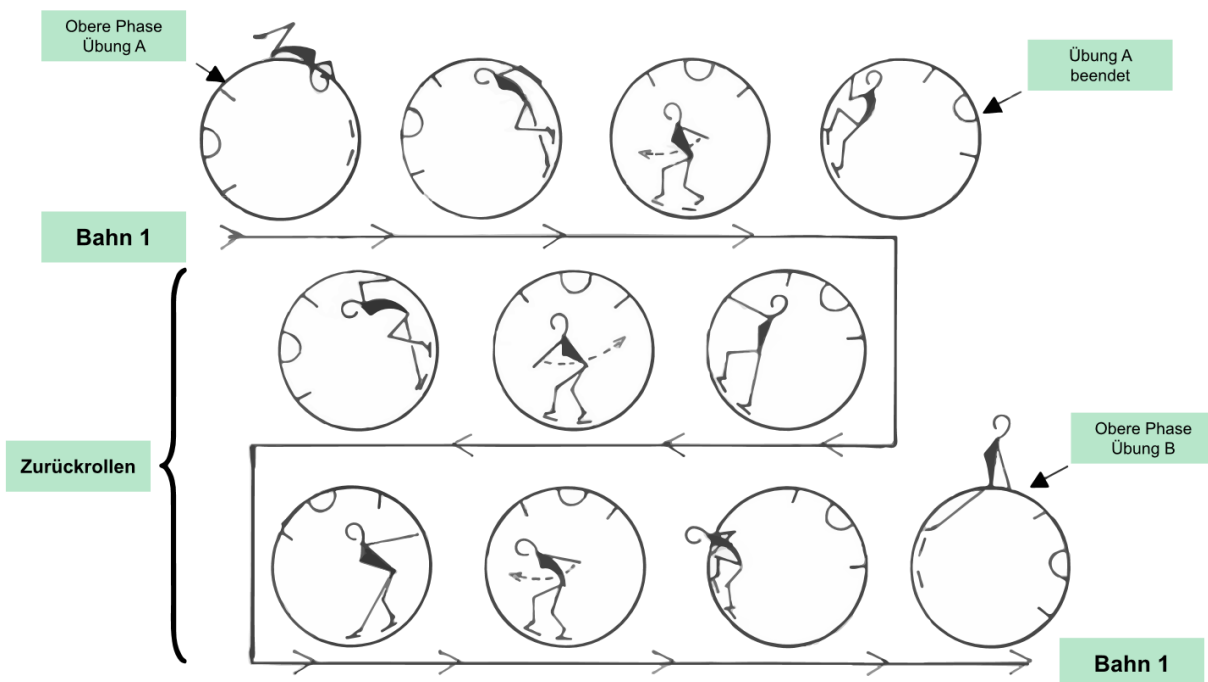 Obere Phase
Übung A
Übung A
beendet
Bahn 1
Zurückrollen
Obere Phase
Übung B
Bahn 1